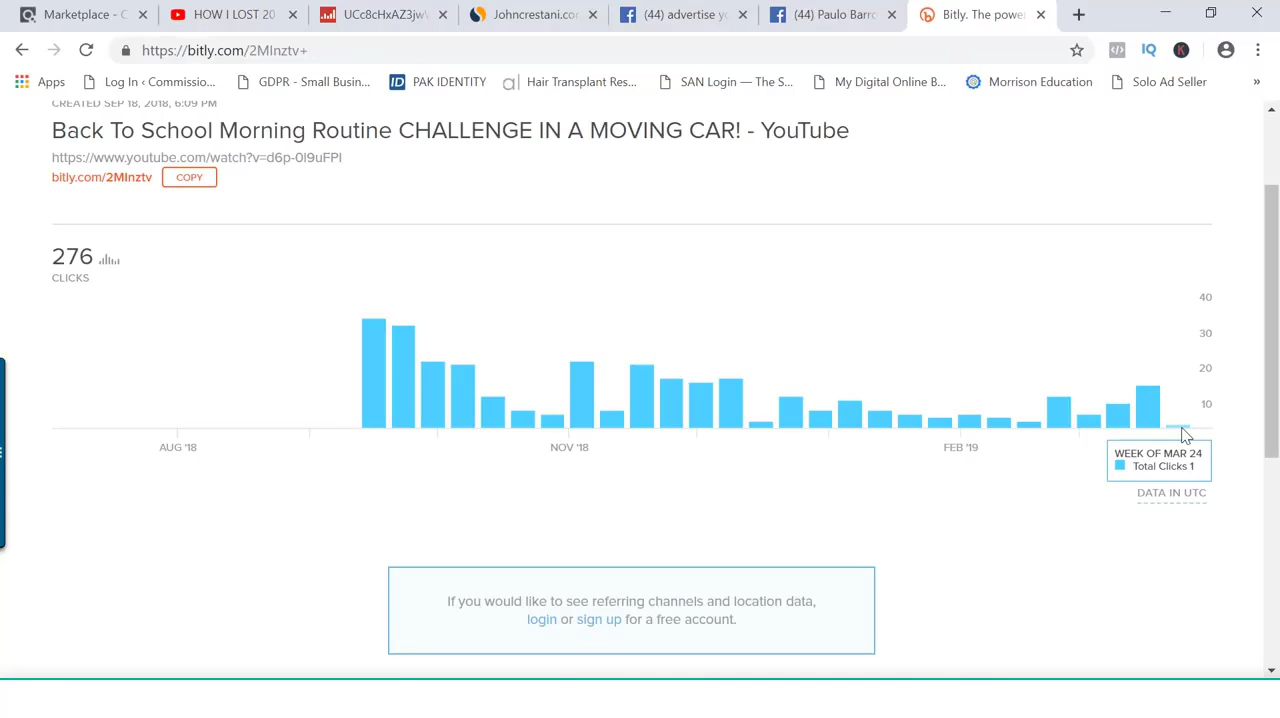 Marketplace - C
HOW I LOST 20
UCc8cHxAZ3jw
Johncrestani.co
(44) advertise y
(44) Paulo Barr
Bitly. The powe
https://bitly.com/2MInztv+
IQ
K
Apps
Log In ‹ Commissio...
GDPR - Small Busin...
ID PAK IDENTITY
Hair Transplant Res...
SAN Login — The S...
My Digital Online B...
Morrison Education
Solo Ad Seller
»
CREATED SEP 18, 2018, 6:09 PM
Back To School Morning Routine CHALLENGE IN A MOVING CAR! - YouTube
https://www.youtube.com/watch?v=d6p-0l9uFPI
bitly.com/2MInztv
COPY
276
CLICKS
40
30
20
10
AUG '18
NOV '18
FEB '19
WEEK OF MAR 24
Total Clicks 1
DATA IN UTC
If you would like to see referring channels and location data,
login or sign up for a free account.